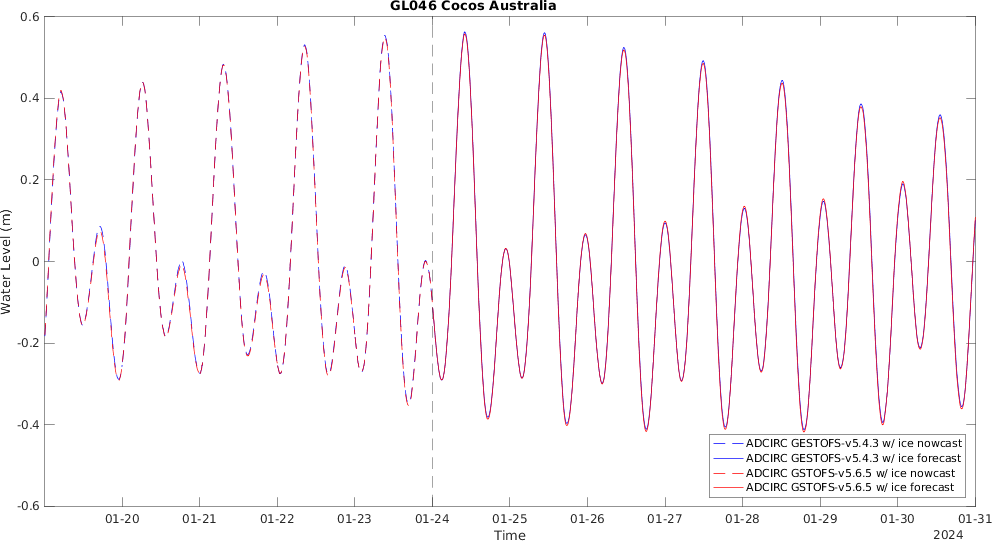 GL046 Cocos Australia
0.6
0.4
0.2
0
-0.2
-0.4
-0.6
Water Level (m)
01-20 01-21 01-22 01-23 01-24 01-25 01-26 01-27 01-28 01-29 01-30 01-31
Time
2024
ADCIRC GESTOFS-v5.4.3 w/ ice nowcast
ADCIRC GESTOFS-v5.4.3 w/ ice forecast
ADCIRC GSTOFS-v5.6.5 w/ ice nowcast
ADCIRC GSTOFS-v5.6.5 w/ ice forecast